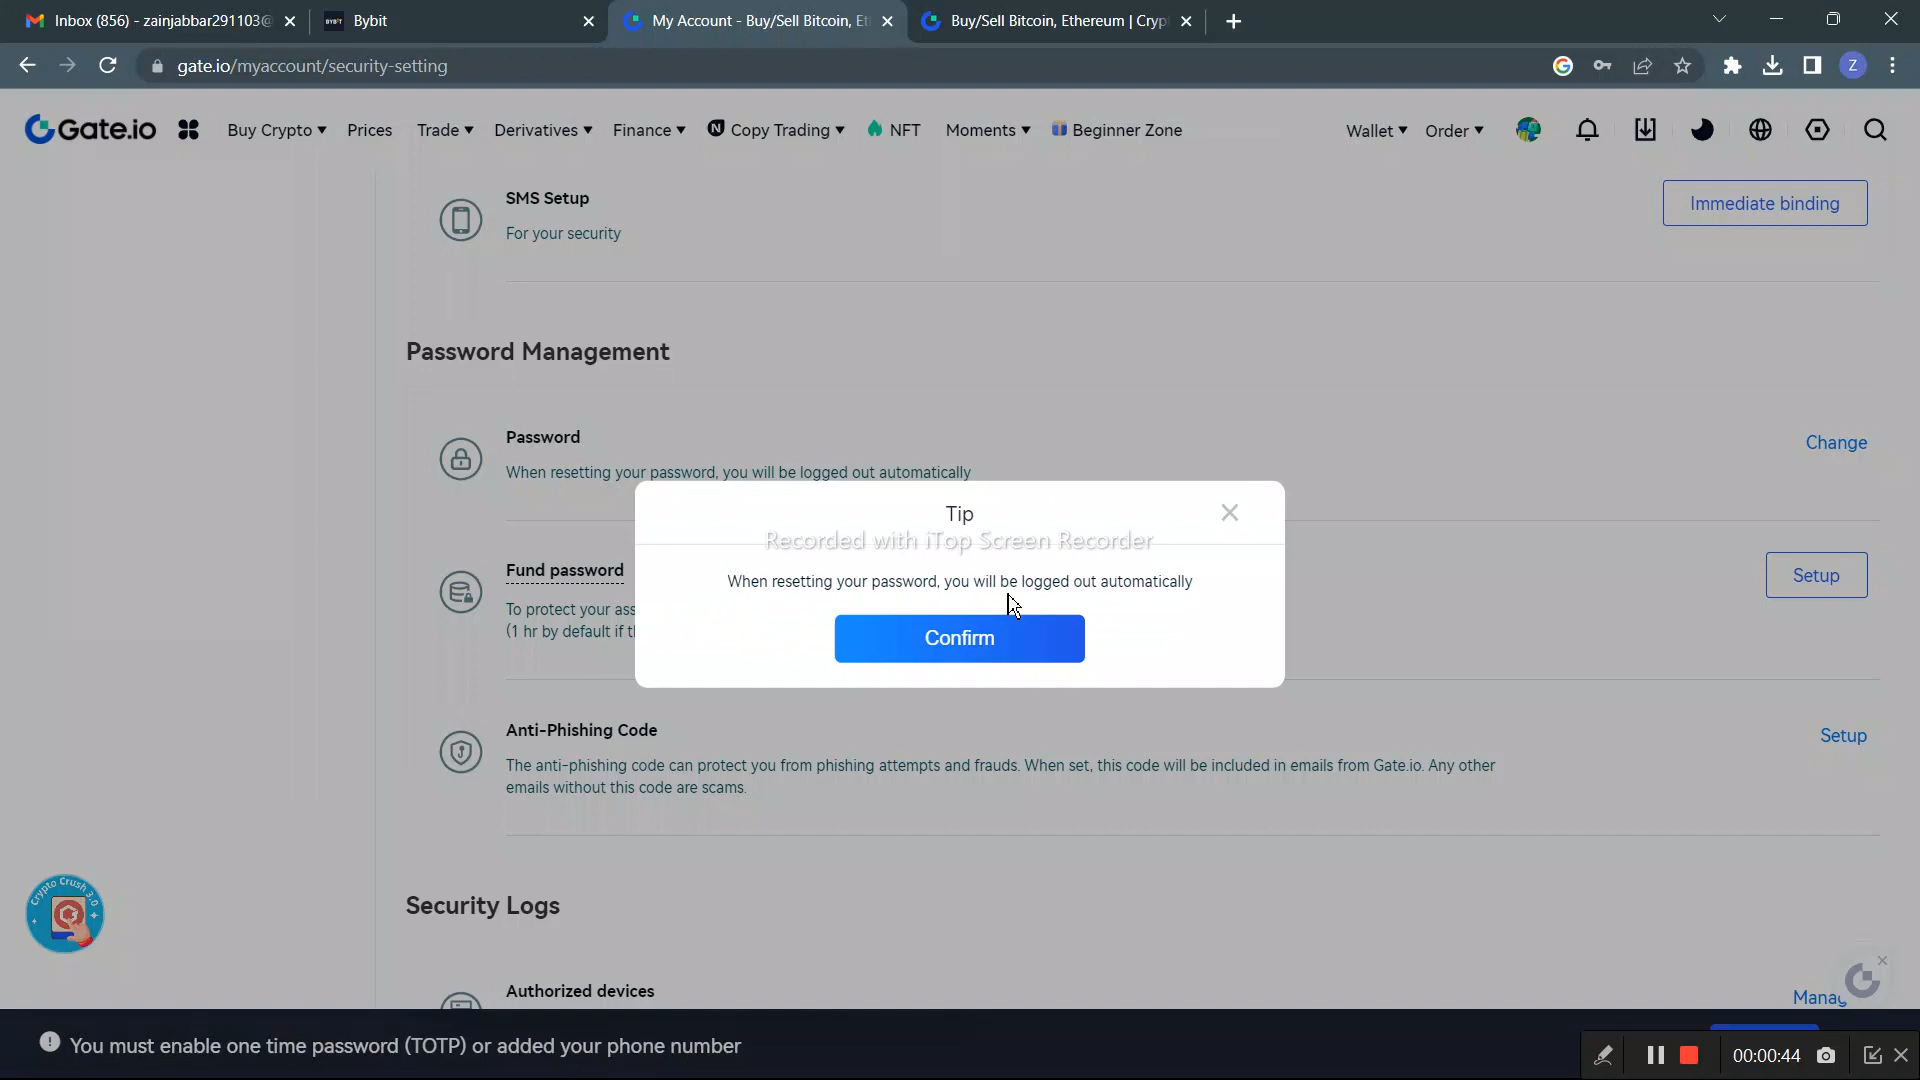 Inbox (856) - zainjabbar291103@
Bybit
My Account - Buy/Sell Bitcoin, Et
Buy/Sell Bitcoin, Ethereum | Cryp
gate.io/myaccount/security-setting
Z
Gate.io
Buy Crypto
Prices
Trade
Derivatives
Finance
Copy Trading
NFT
Moments
Beginner Zone
Wallet
Order
SMS Setup
For your security
Immediate binding
Password Management
Password
When resetting your password, you will be logged out automatically
Change
Tip
Recorded with iTop Screen Recorder
When resetting your password, you will be logged out automatically
Confirm
Fund password
To protect your ass
(1 hr by default if t
Setup
Anti-Phishing Code
The anti-phishing code can protect you from phishing attempts and frauds. When set, this code will be included in emails from Gate.io. Any other
emails without this code are scams.
Setup
Crypto Crush 3.0
Security Logs
Authorized devices
Manag
You must enable one time password (TOTP) or added your phone number
00:00:44